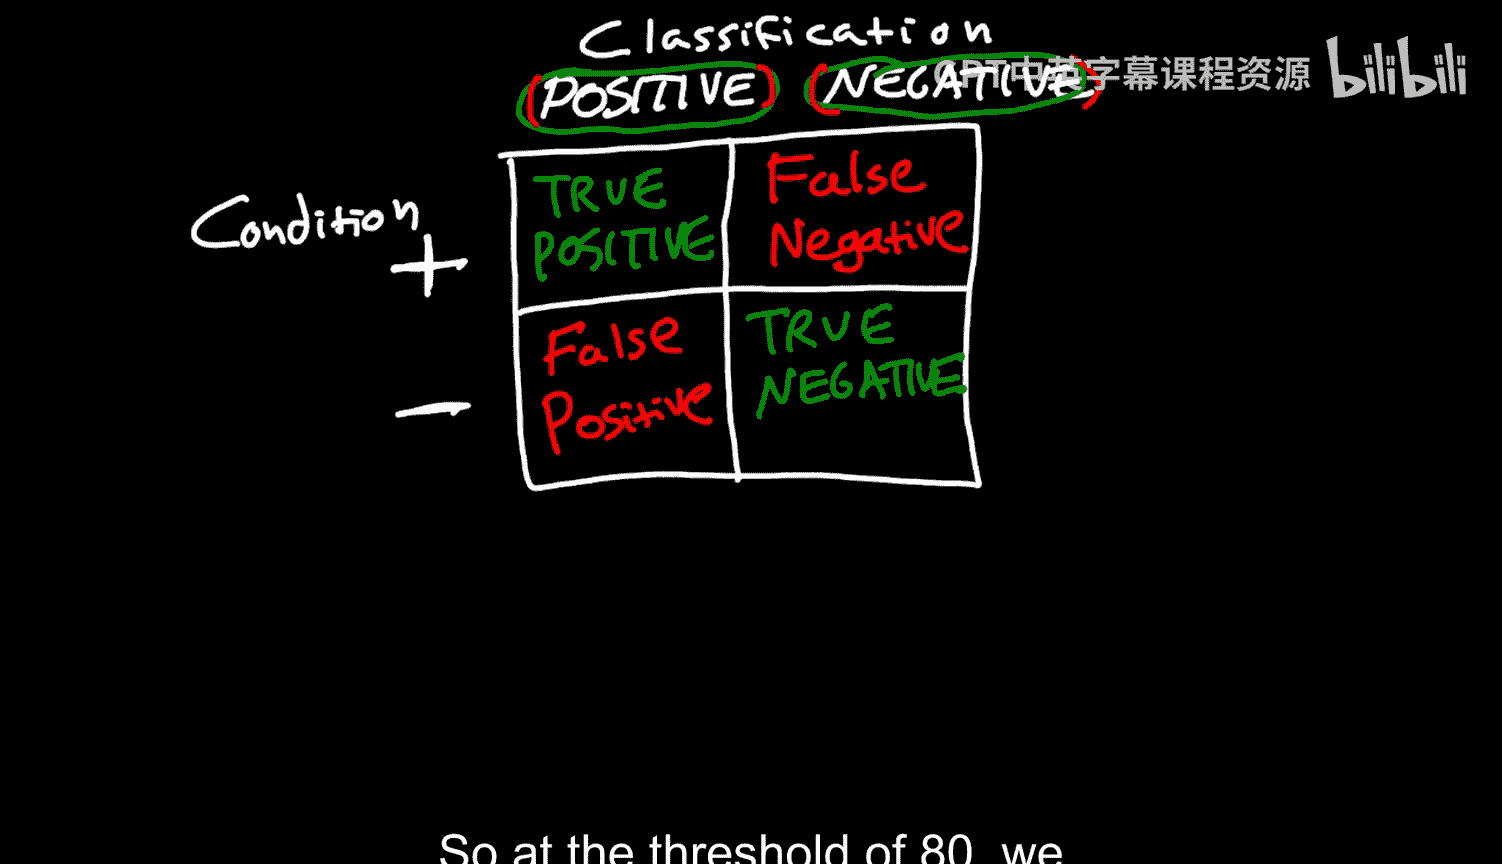 Classification
(POSITIVE) (NEGATIVE)
GPT中英字幕课程资源 bilibili
Condition
+
TRUE POSITIVE
False Negative
−
False Positive
TRUE NEGATIVE
So at the threshold of 80, we